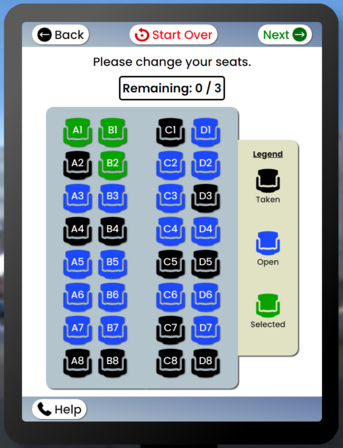 Back Start Over Next
Please change your seats.
Remaining: 0 / 3
A1 B1 C1 D1
A2 B2 C2 D2
Legend
A3 B3 C3 D3
Taken
A4 B4 C4 D4
A5 B5 C5 D5
Open
A6 B6 C6 D6
A7 B7 C7 D7
Selected
A8 B8 C8 D8
Help